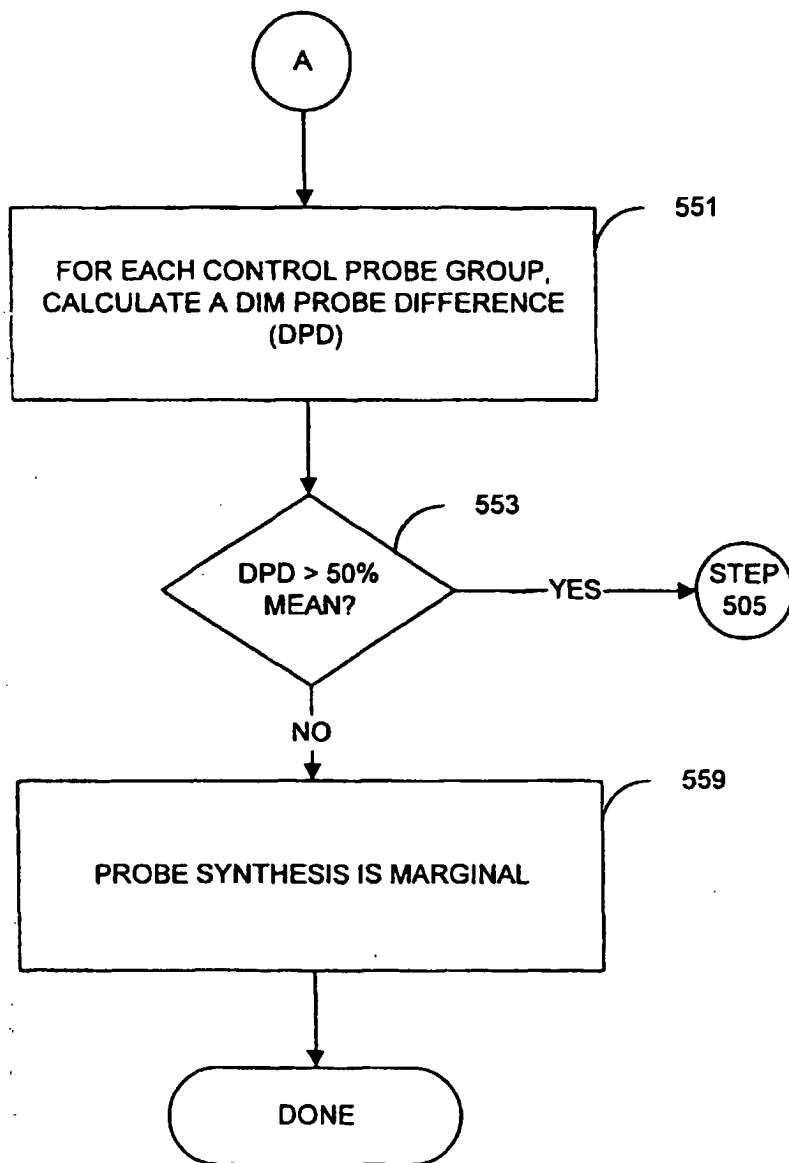 A
551
FOR EACH CONTROL PROBE GROUP,
CALCULATE A DIM PROBE DIFFERENCE
(DPD)
553
DPD > 50%
MEAN?
YES
STEP
505
NO
559
PROBE SYNTHESIS IS MARGINAL
DONE